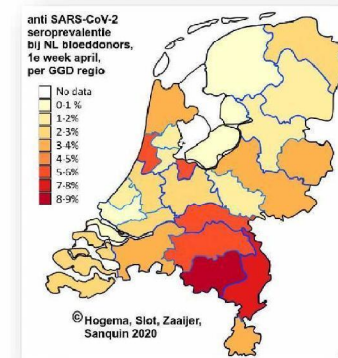 anti SARS-CoV-2
seroprevalentie
bij NL bloeddonors,
1e week april,
per GGD regio
No data
0-1 %
1-2%
2-3%
3-4%
4-5%
5-6%
7-8%
8-9%
© Hogema, Slot, Zaaijer,
Sanquin 2020